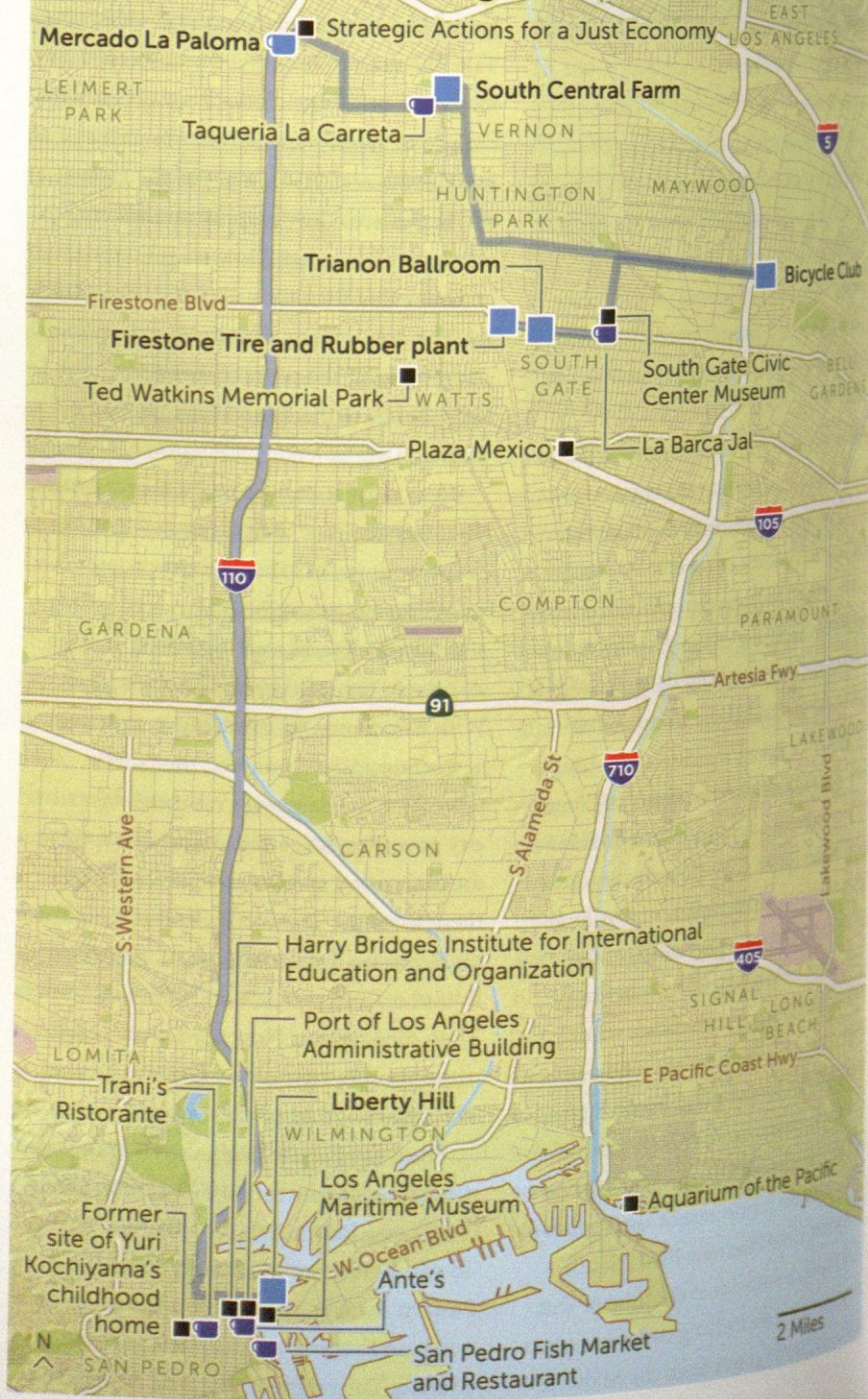 EAST
LOS ANGELES
Strategic Actions for a Just Economy
Mercado La Paloma
LEIMERT
PARK
South Central Farm
Taqueria La Carreta
VERNON
5
HUNTINGTON
PARK
MAYWOOD
Trianon Ballroom
Bicycle Club
Firestone Blvd
Firestone Tire and Rubber plant
SOUTH
GATE
South Gate Civic
Center Museum
BELL
GARDENS
Ted Watkins Memorial Park
WATTS
Plaza Mexico
La Barca Jal
105
110
COMPTON
GARDENA
PARAMOUNT
Artesia Fwy
91
LAKEWOOD
710
S Alameda St
Lakewood Blvd
S Western Ave
CARSON
Harry Bridges Institute for International
Education and Organization
405
SIGNAL
HILL
LONG
BEACH
Port of Los Angeles
Administrative Building
LOMITA
E Pacific Coast Hwy
Trani's
Ristorante
Liberty Hill
WILMINGTON
Los Angeles
Maritime Museum
Aquarium of the Pacific
Former
site of Yuri
Kochiyama's
childhood
home
W Ocean Blvd
Ante's
2 Miles
N
SAN PEDRO
San Pedro Fish Market
and Restaurant